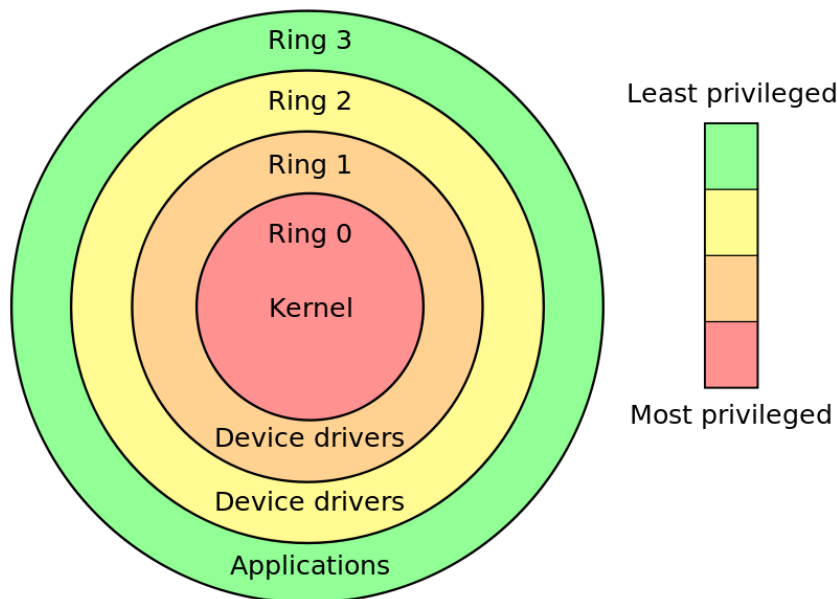 Ring 3
Ring 2
Ring 1
Ring 0
Kernel
Device drivers
Device drivers
Applications
Least privileged
Most privileged